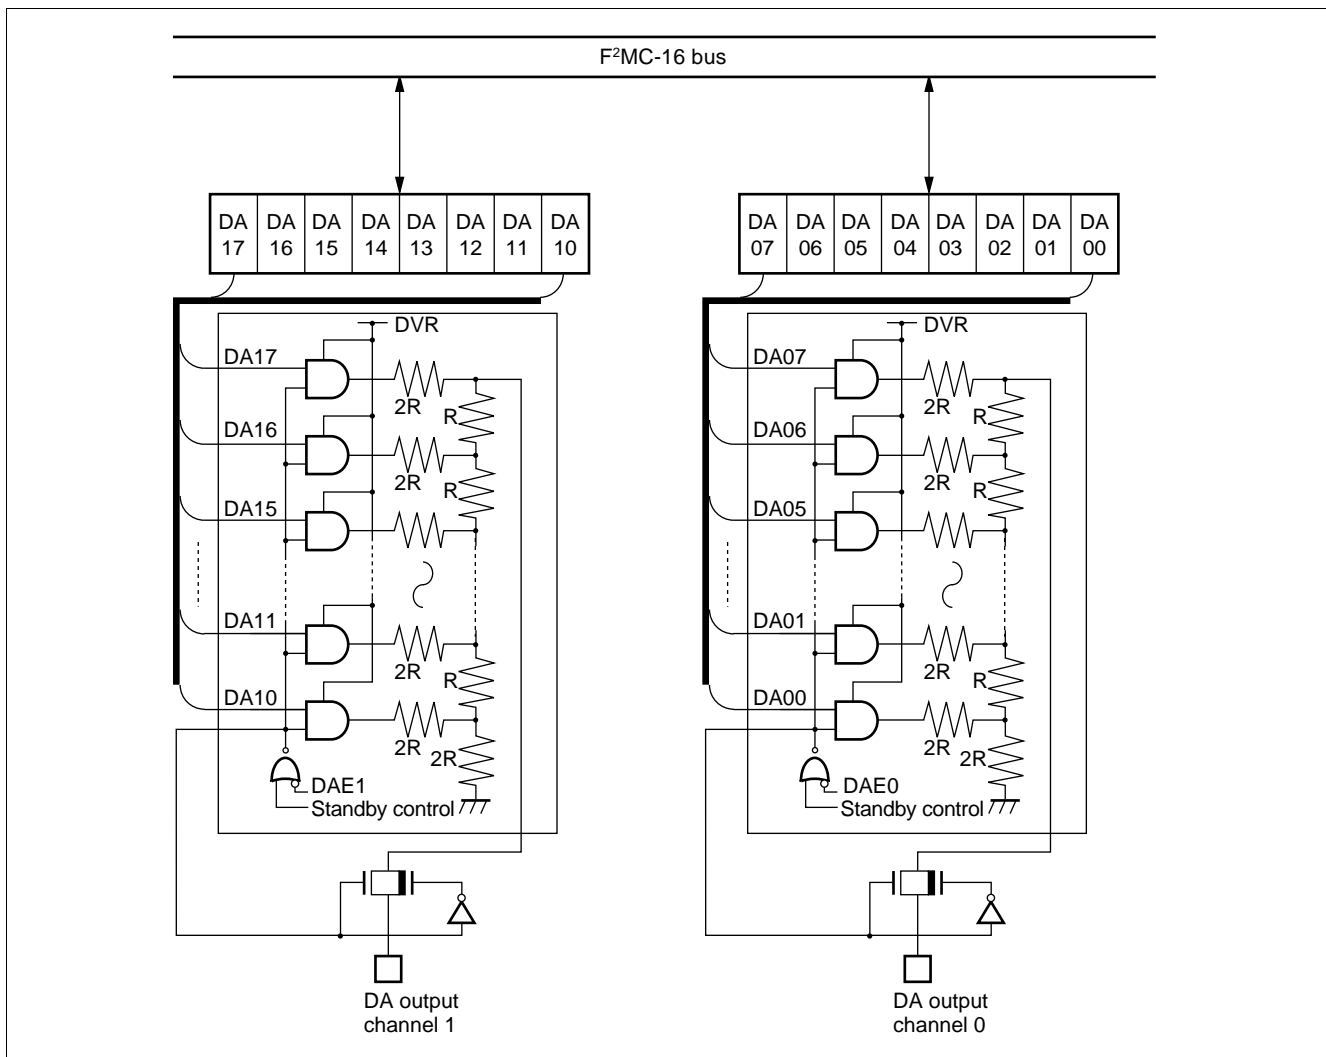 F²MC-16 bus
DA 17 DA 16 DA 15 DA 14 DA 13 DA 12 DA 11 DA 10
DVR
DA17
2R
R
DA16
2R
R
DA15
DA11
2R
R
DA10
2R
2R
DAE1
Standby control
DA output
channel 1
DA 07 DA 06 DA 05 DA 04 DA 03 DA 02 DA 01 DA 00
DVR
DA07
2R
R
DA06
2R
R
DA05
DA01
2R
R
DA00
2R
2R
DAE0
Standby control
DA output
channel 0